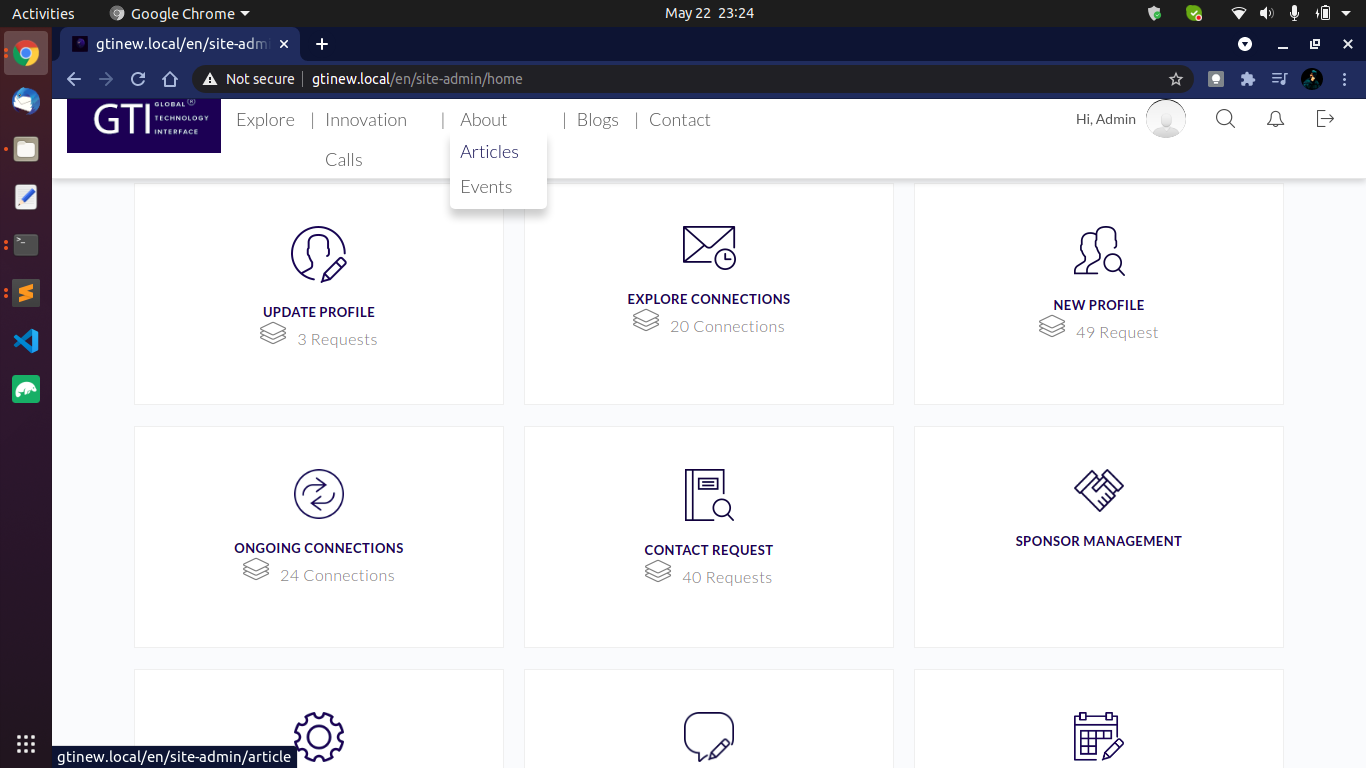 Activities Google Chrome May 22 23:24
gtinew.local/en/site-adm
Not secure gtinew.local/en/site-admin/home
GTI GLOBAL ®
TECHNOLOGY
INTERFACE
Explore | Innovation | About | Blogs | Contact Hi, Admin
Calls
Articles
Events
UPDATE PROFILE
3 Requests
EXPLORE CONNECTIONS
20 Connections
NEW PROFILE
49 Request
ONGOING CONNECTIONS
24 Connections
CONTACT REQUEST
40 Requests
SPONSOR MANAGEMENT
gtinew.local/en/site-admin/article